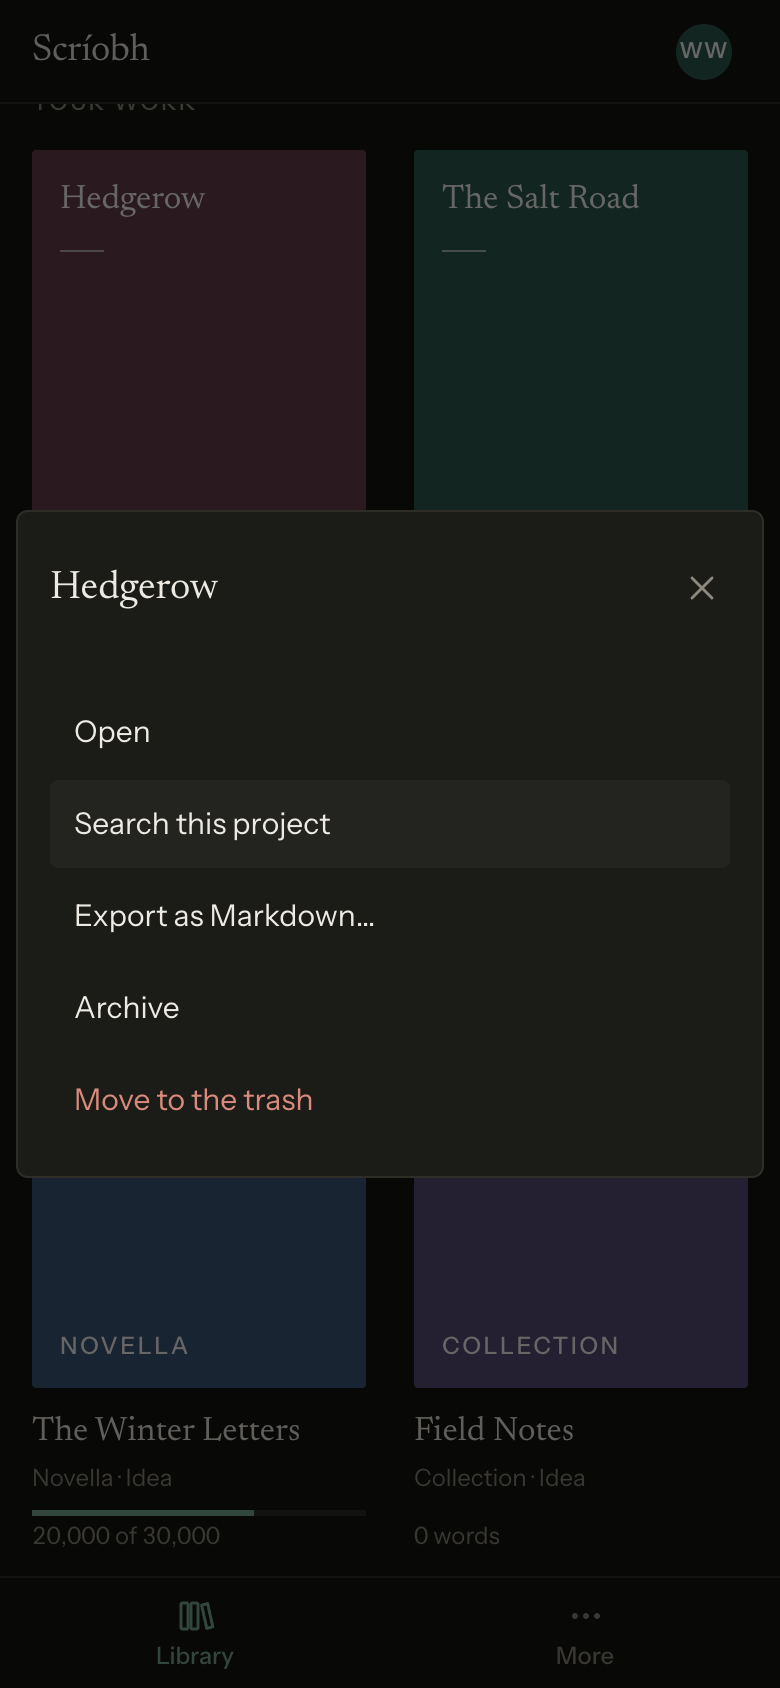 Scríobh
WW
YOUR WORK
Hedgerow
The Salt Road
Hedgerow
Open
Search this project
Export as Markdown...
Archive
Move to the trash
NOVELLA
COLLECTION
The Winter Letters
Field Notes
Novella · Idea
Collection · Idea
20,000 of 30,000
0 words
Library
More